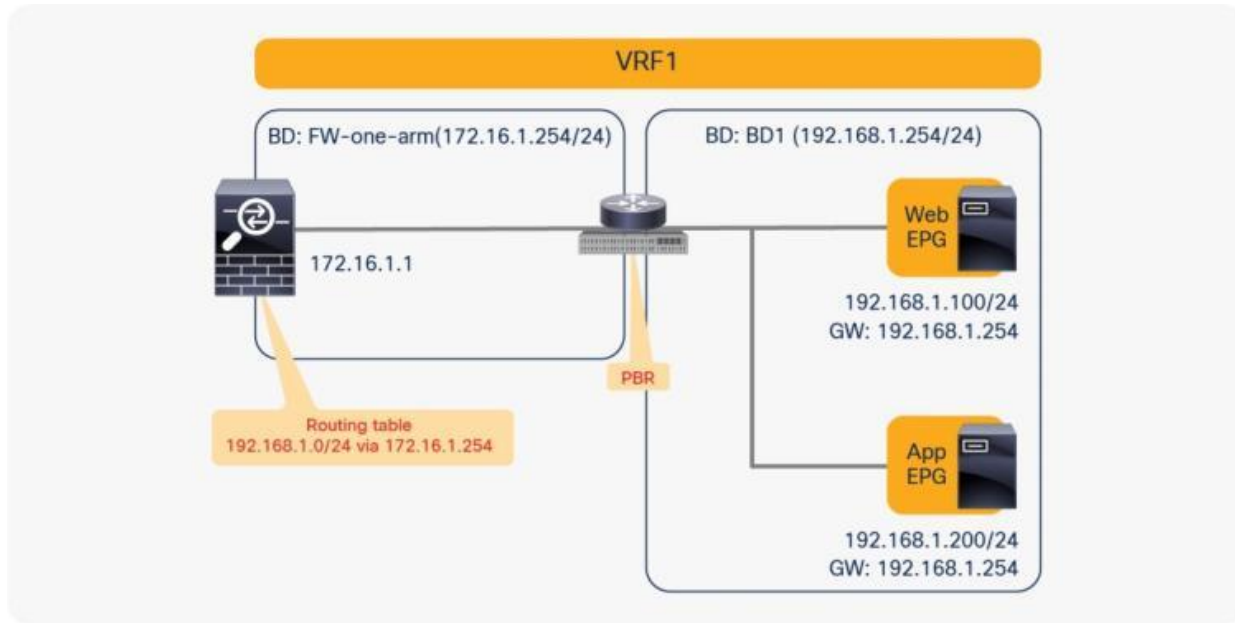 VRF1
BD: FW-one-arm(172.16.1.254/24)
BD: BD1 (192.168.1.254/24)
172.16.1.1
Web
EPG
192.168.1.100/24
GW: 192.168.1.254
PBR
Routing table
192.168.1.0/24 via 172.16.1.254
App
EPG
192.168.1.200/24
GW: 192.168.1.254